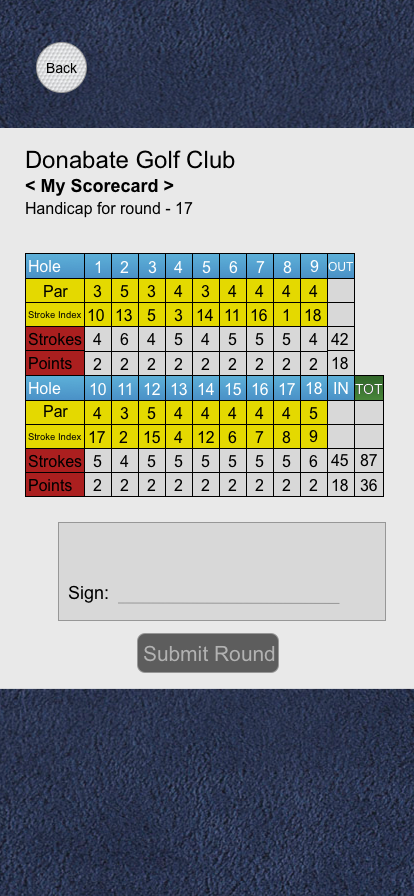 Back
Donabate Golf Club
< My Scorecard >
Handicap for round - 17
Hole 1 2 3 4 5 6 7 8 9 OUT
Par 3 5 3 4 3 4 4 4 4
Stroke Index 10 13 5 3 14 11 16 1 18
Strokes 4 6 4 5 4 5 5 5 4 42
Points 2 2 2 2 2 2 2 2 2 18
Hole 10 11 12 13 14 15 16 17 18 IN TOT
Par 4 3 5 4 4 4 4 4 5
Stroke Index 17 2 15 4 12 6 7 8 9
Strokes 5 4 5 5 5 5 5 5 6 45 87
Points 2 2 2 2 2 2 2 2 2 18 36
Sign:
Submit Round